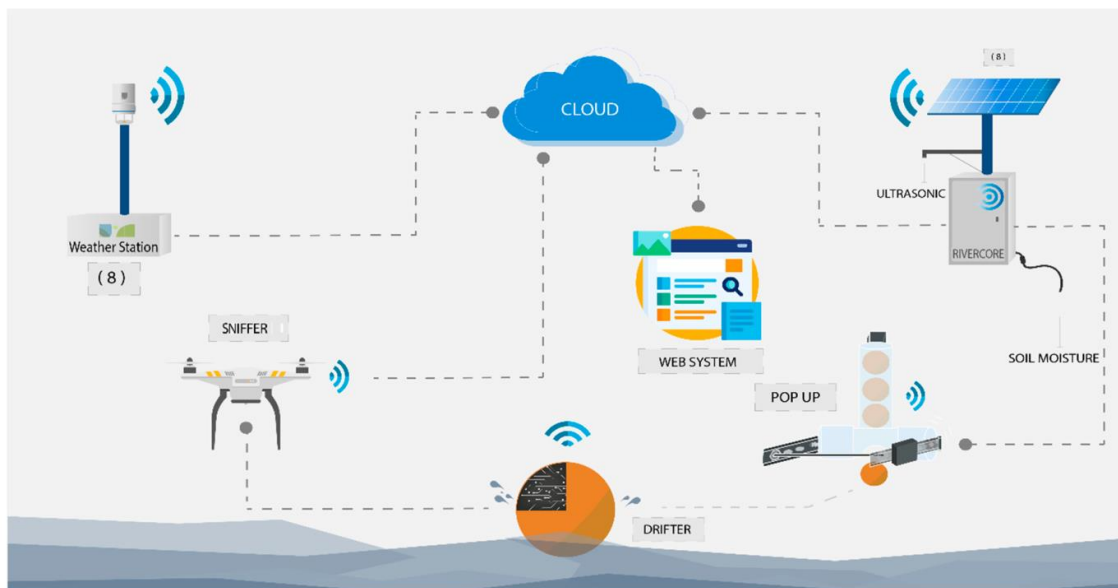 (8)
CLOUD
ULTRASONIC
Weather Station
RIVERCORE
(8)
SNIFFER
WEB SYSTEM
SOIL MOISTURE
POP UP
DRIFTER